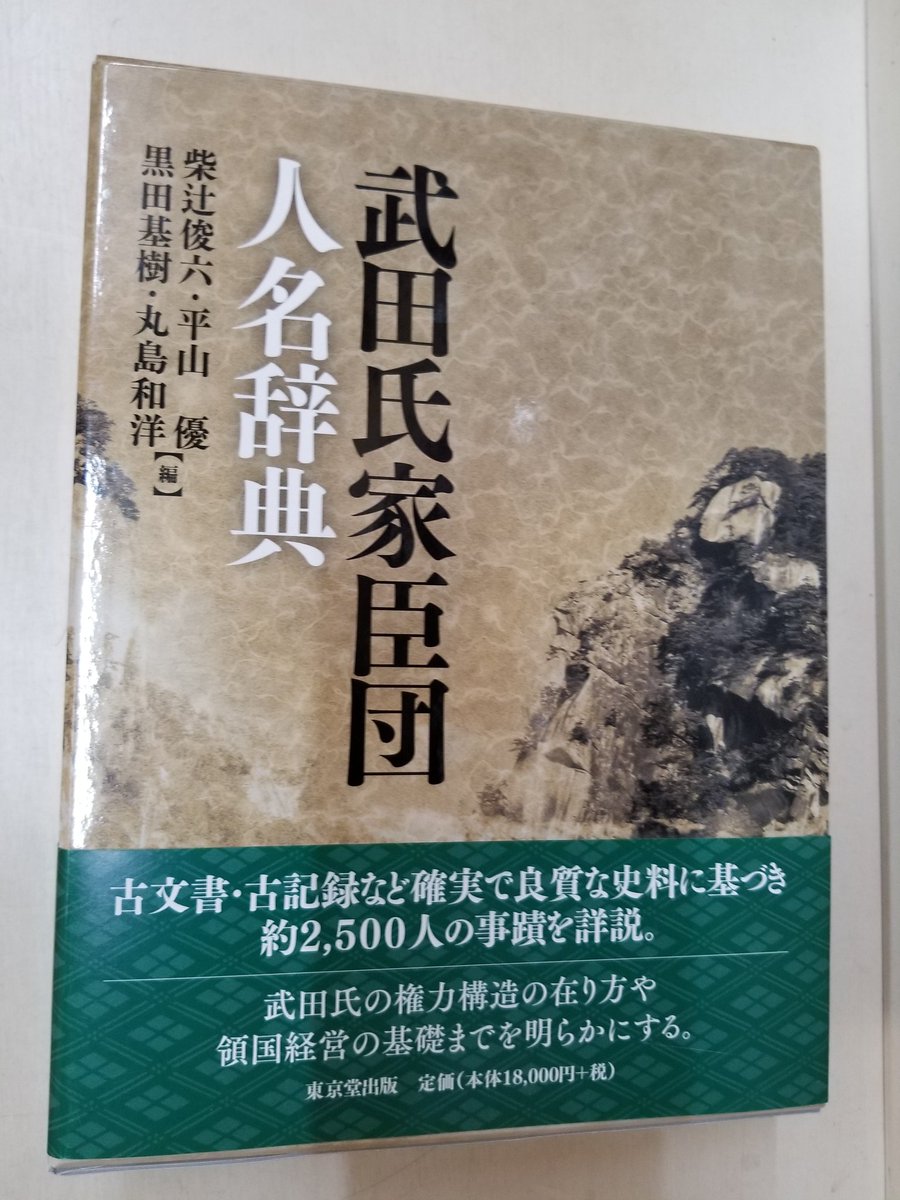 武田氏家臣団
人名辞典
柴辻俊六・平山 優
黒田基樹・丸島和洋【編】
古文書・古記録など確実で良質な史料に基づき
約2,500人の事蹟を詳説。
武田氏の権力構造の在り方や
領国経営の基礎までを明らかにする。
東京堂出版 定価(本体18,000円+税)